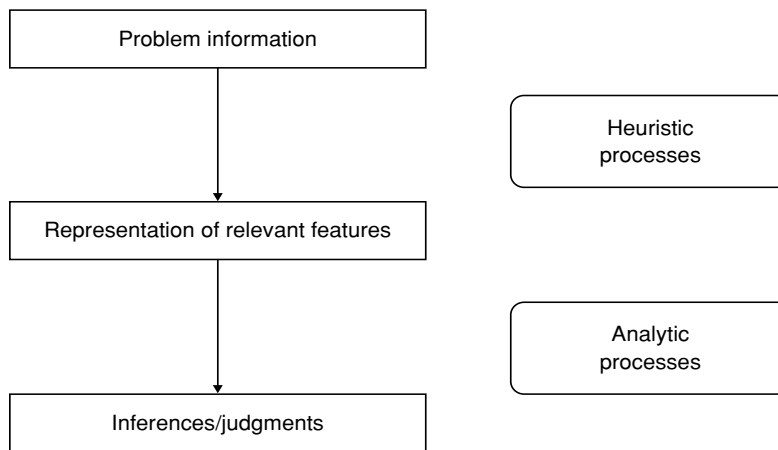 Problem information
Heuristic
processes
Representation of relevant features
Analytic
processes
Inferences/judgments